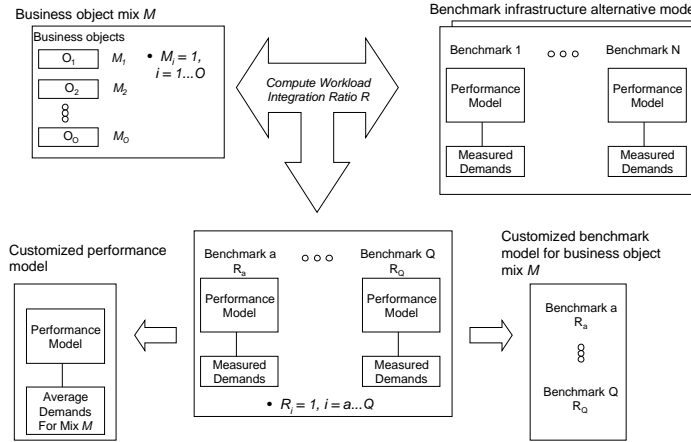 Business object mix M
Business objects
O1 M1
O2 M2
OO MO
• Mi = 1,
i = 1...O
Compute Workload
Integration Ratio R
Benchmark infrastructure alternative mode
Benchmark 1
Performance
Model
Measured
Demands
Benchmark N
Performance
Model
Measured
Demands
Customized performance
model
Performance
Model
Average
Demands
For Mix M
Benchmark a
Ra
Performance
Model
Measured
Demands
Benchmark Q
RQ
Performance
Model
Measured
Demands
• Ri = 1, i = a...Q
Customized benchmark
model for business object
mix M
Benchmark a
Ra
Benchmark Q
RQ